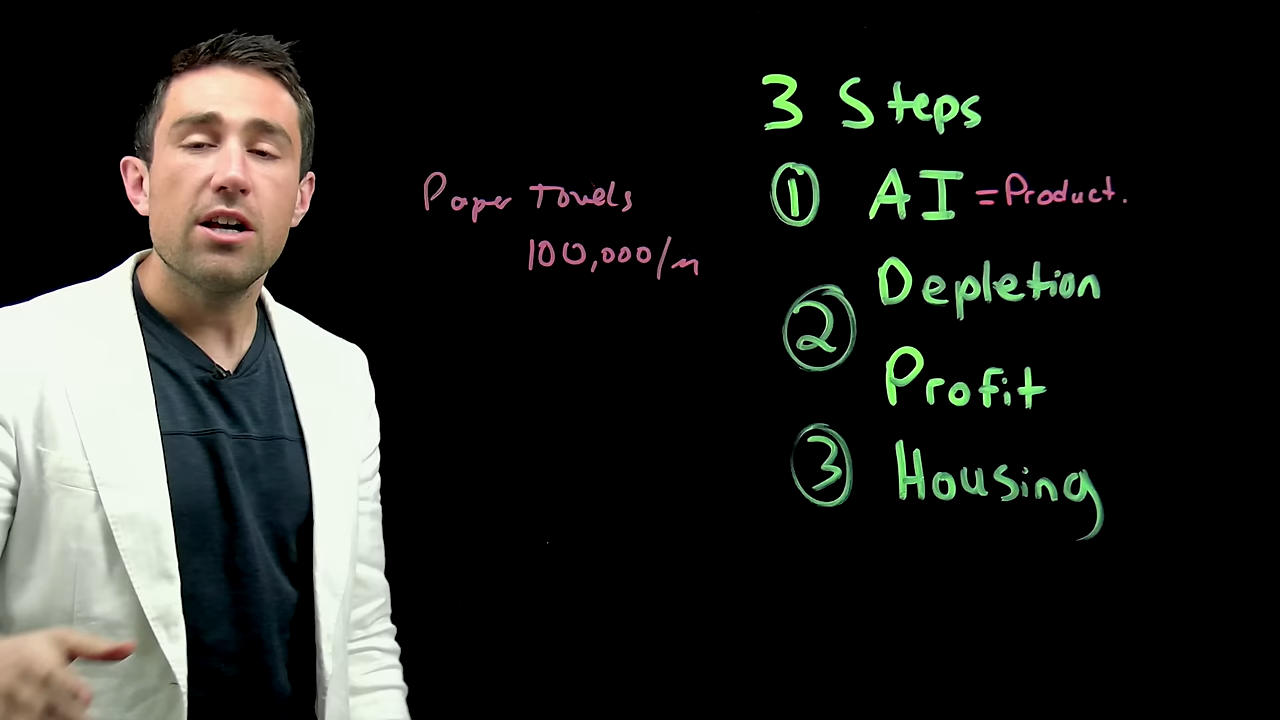 3 Steps
① AI = Product.
② Depletion
Profit
③ Housing
Paper Towels
100,000/m